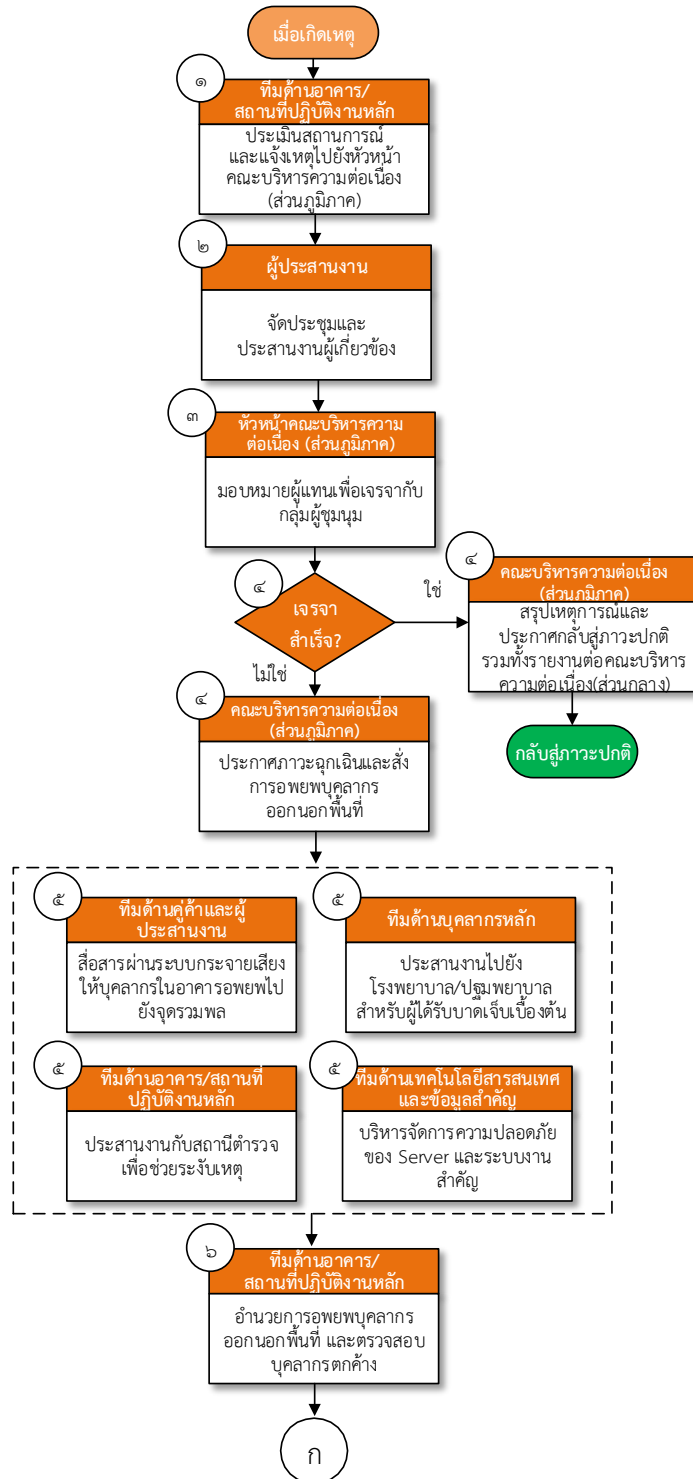 เมื่อเกิดเหตุ
๑
ทีมด้านอาคาร/
สถานที่ปฏิบัติงานหลัก
ประเมินสถานการณ์
และแจ้งเหตุไปยังหัวหน้า
คณะบริหารความต่อเนื่อง
(ส่วนภูมิภาค)
๒
ผู้ประสานงาน
จัดประชุมและ
ประสานงานผู้เกี่ยวข้อง
๓
หัวหน้าคณะบริหารความ
ต่อเนื่อง (ส่วนภูมิภาค)
มอบหมายผู้แทนเพื่อเจรจากับ
กลุ่มผู้ชุมนุม
๔
เจรจา
สำเร็จ?
ใช่
ไม่ใช่
๔
คณะบริหารความต่อเนื่อง
(ส่วนภูมิภาค)
สรุปเหตุการณ์และ
ประกาศกลับสู่ภาวะปกติ
รวมทั้งรายงานต่อคณะบริหาร
ความต่อเนื่อง(ส่วนกลาง)
กลับสู่ภาวะปกติ
๔
คณะบริหารความต่อเนื่อง
(ส่วนภูมิภาค)
ประกาศภาวะฉุกเฉินและสั่ง
การอพยพบุคลากร
ออกนอกพื้นที่
๕
ทีมด้านคู่ค้าและผู้
ประสานงาน
สื่อสารผ่านระบบกระจายเสียง
ให้บุคลากรในอาคารอพยพไป
ยังจุดรวมพล
๕
ทีมด้านบุคลากรหลัก
ประสานงานไปยัง
โรงพยาบาล/ปฐมพยาบาล
สำหรับผู้ได้รับบาดเจ็บเบื้องต้น
๕
ทีมด้านอาคาร/สถานที่
ปฏิบัติงานหลัก
ประสานงานกับสถานีตำรวจ
เพื่อช่วยระงับเหตุ
๕
ทีมด้านเทคโนโลยีสารสนเทศ
และข้อมูลสำคัญ
บริหารจัดการความปลอดภัย
ของ Server และระบบงาน
สำคัญ
๖
ทีมด้านอาคาร/
สถานที่ปฏิบัติงานหลัก
อำนวยการอพยพบุคลากร
ออกนอกพื้นที่ และตรวจสอบ
บุคลากรตกค้าง
ก